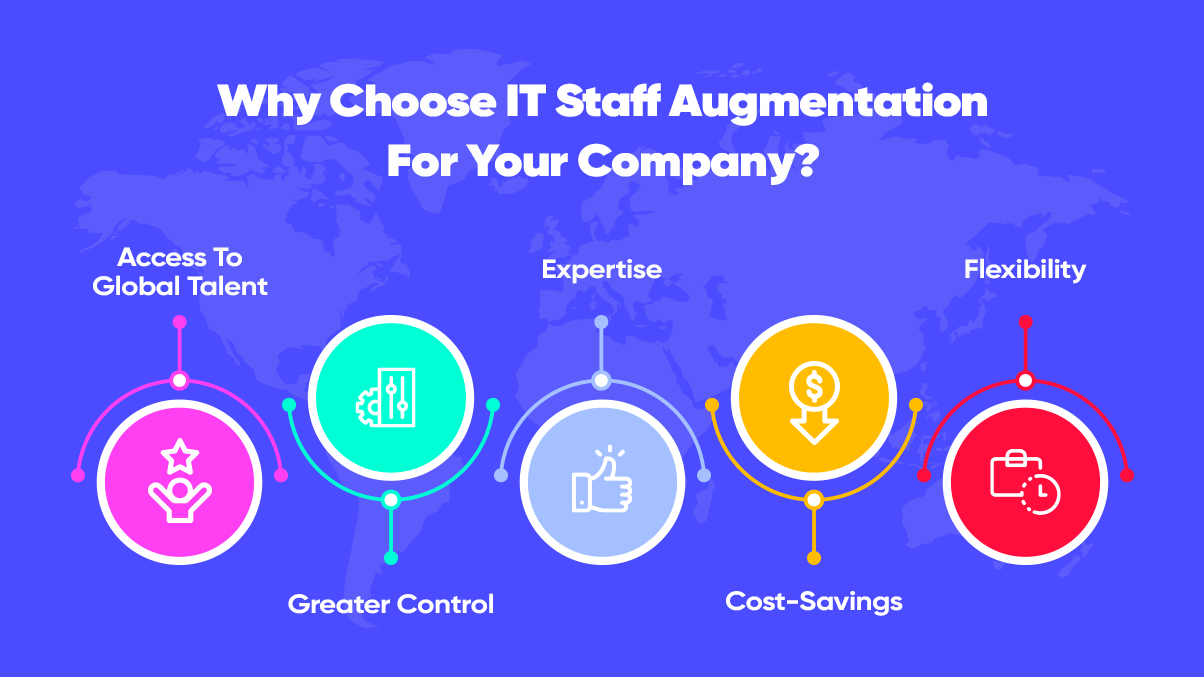 Why Choose IT Staff Augmentation
For Your Company?
Access To
Global Talent
Greater Control
Expertise
Cost-Savings
Flexibility